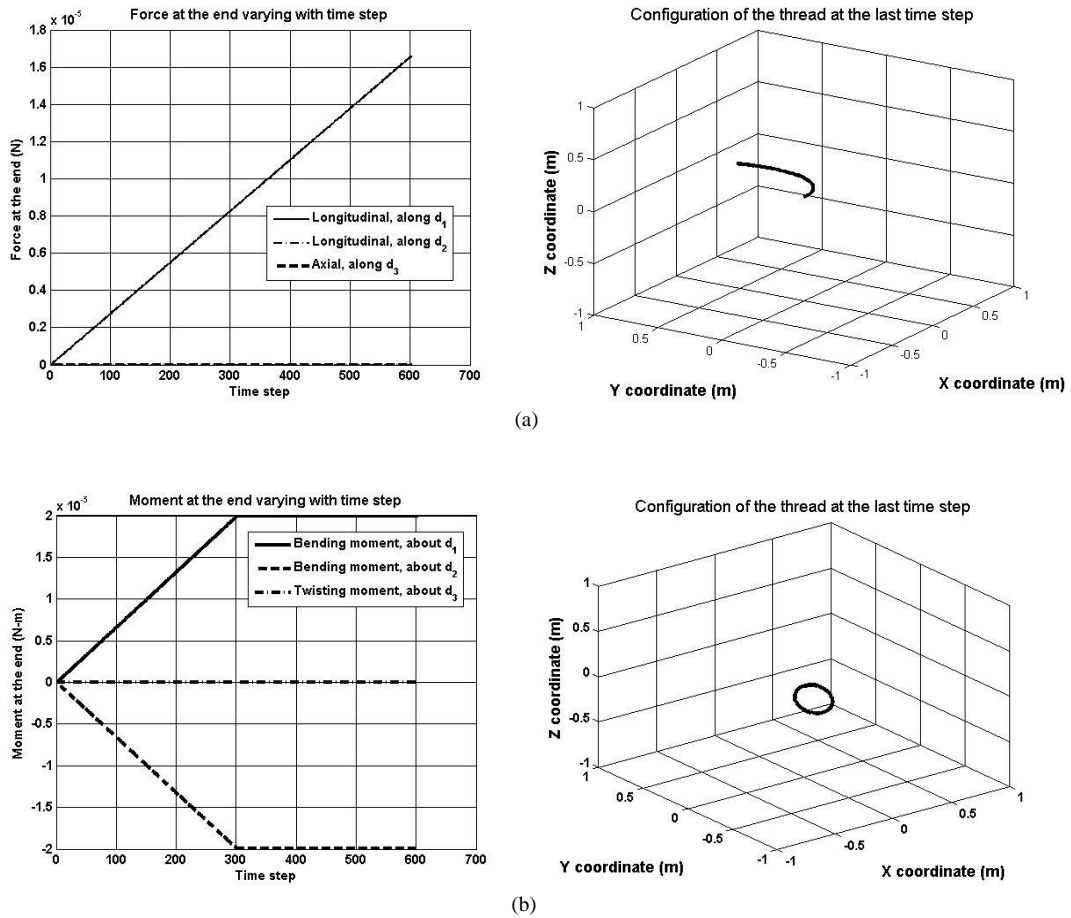 Force at the end varying with time step
x 10^-5
1.8
1.6
1.4
1.2
1
0.8
0.6
0.4
0.2
0
Force at the end (N)
Longitudinal, along d1
Longitudinal, along d2
Axial, along d3
0 100 200 300 400 500 600 700
Time step
Configuration of the thread at the last time step
1
0.5
0
-0.5
-1
Z coordinate (m)
1 0.5 0 -0.5 -1
Y coordinate (m)
-1 -0.5 0 0.5 1
X coordinate (m)
(a)
Moment at the end varying with time step
x 10^-5
2
1.5
1
0.5
0
-0.5
-1
-1.5
-2
Moment at the end (N-m)
Bending moment, about d1
Bending moment, about d2
Twisting moment, about d3
0 100 200 300 400 500 600 700
Time step
Configuration of the thread at the last time step
1
0.5
0
-0.5
-1
Z coordinate (m)
1 0.5 0 -0.5 -1
Y coordinate (m)
-1 -0.5 0 0.5 1
X coordinate (m)
(b)